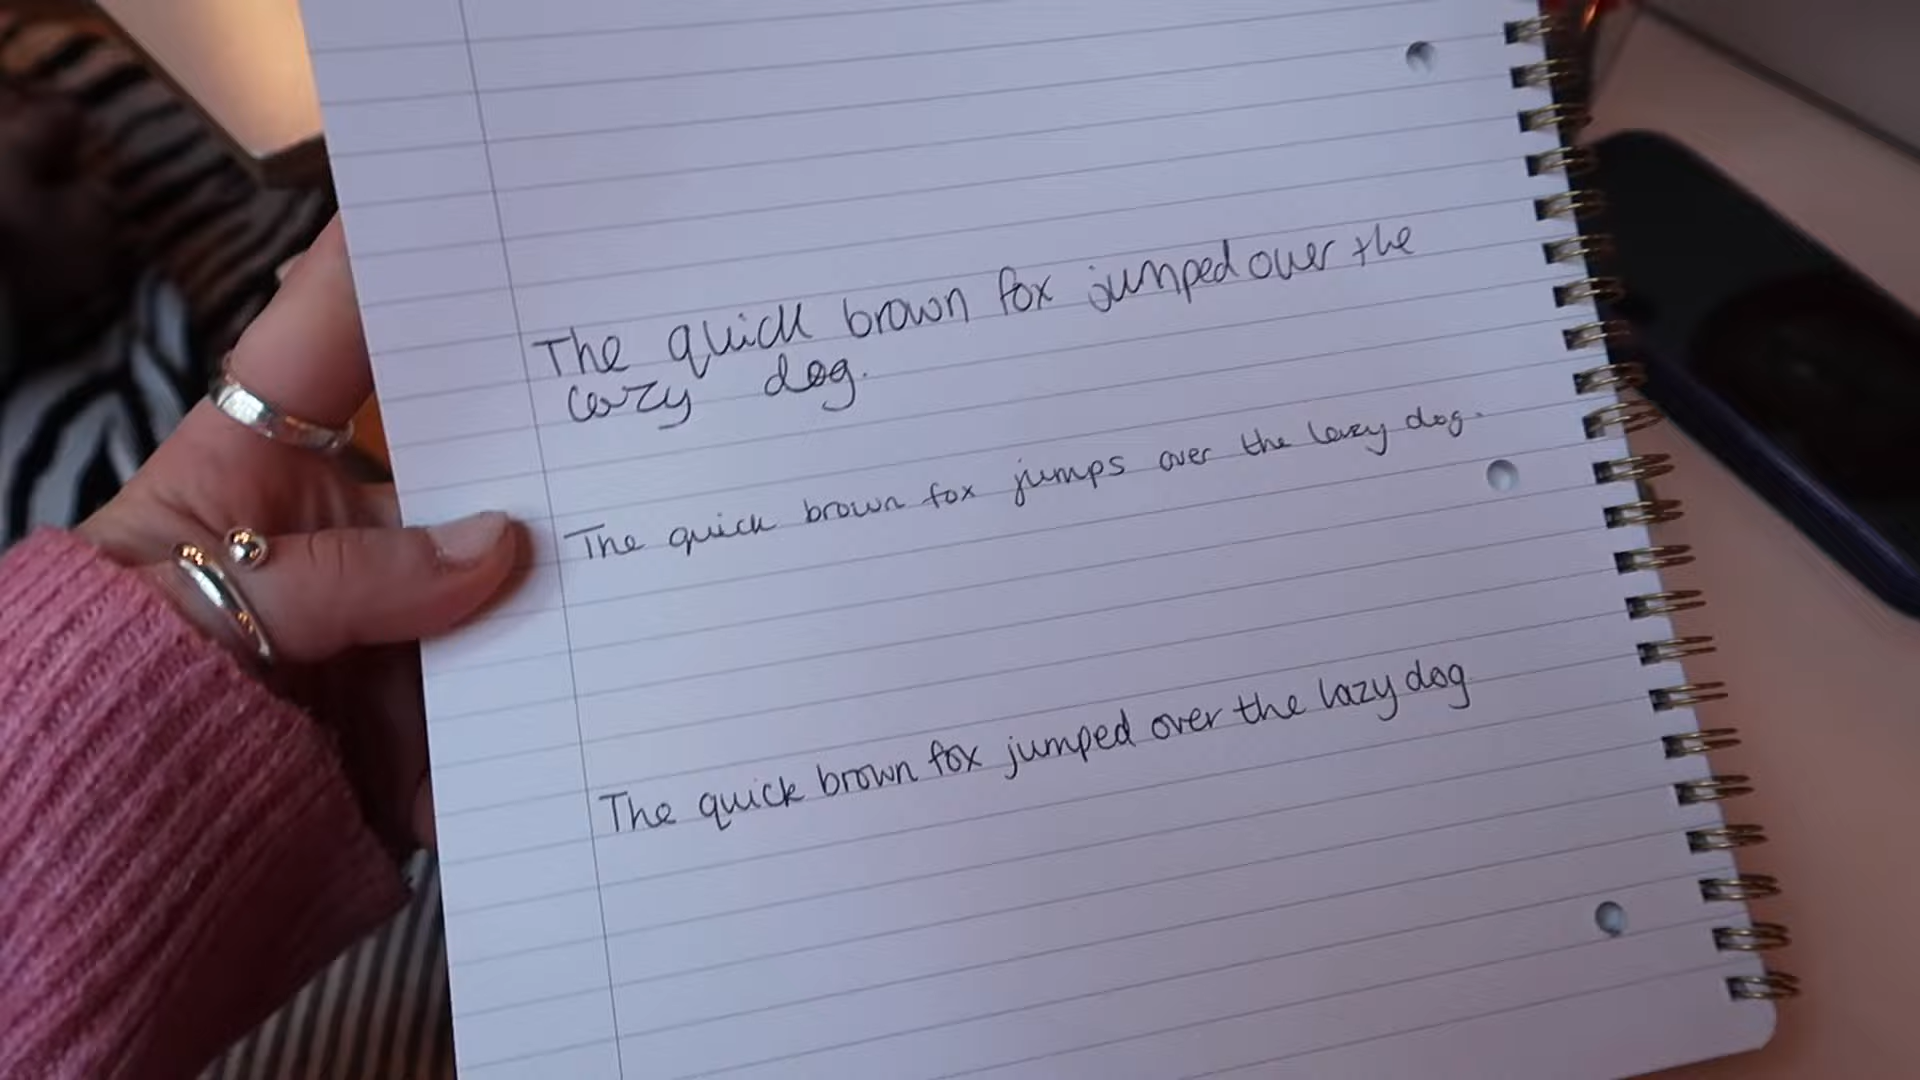 The quick brown fox jumped over the
lazy dog.
The quick brown fox jumps over the lazy dog.
The quick brown fox jumped over the lazy dog